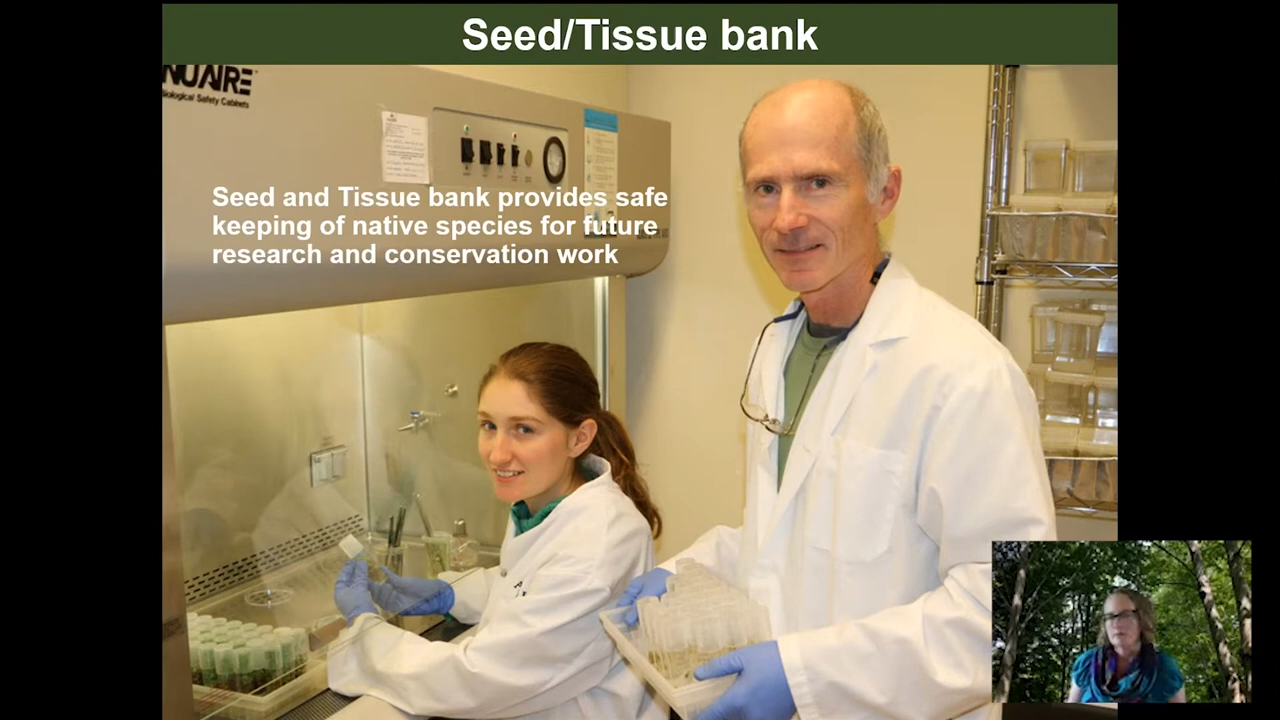 Seed/Tissue bank
NUAIRE
Biological Safety Cabinets
Seed and Tissue bank provides safe
keeping of native species for future
research and conservation work